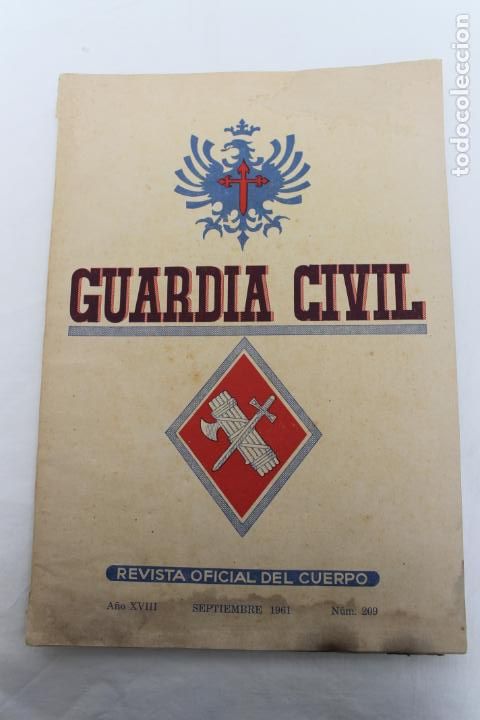 GUARDIA CIVIL
REVISTA OFICIAL DEL CUERPO
Año XVIII SEPTIEMBRE 1961 Núm. 209
todocoleccion